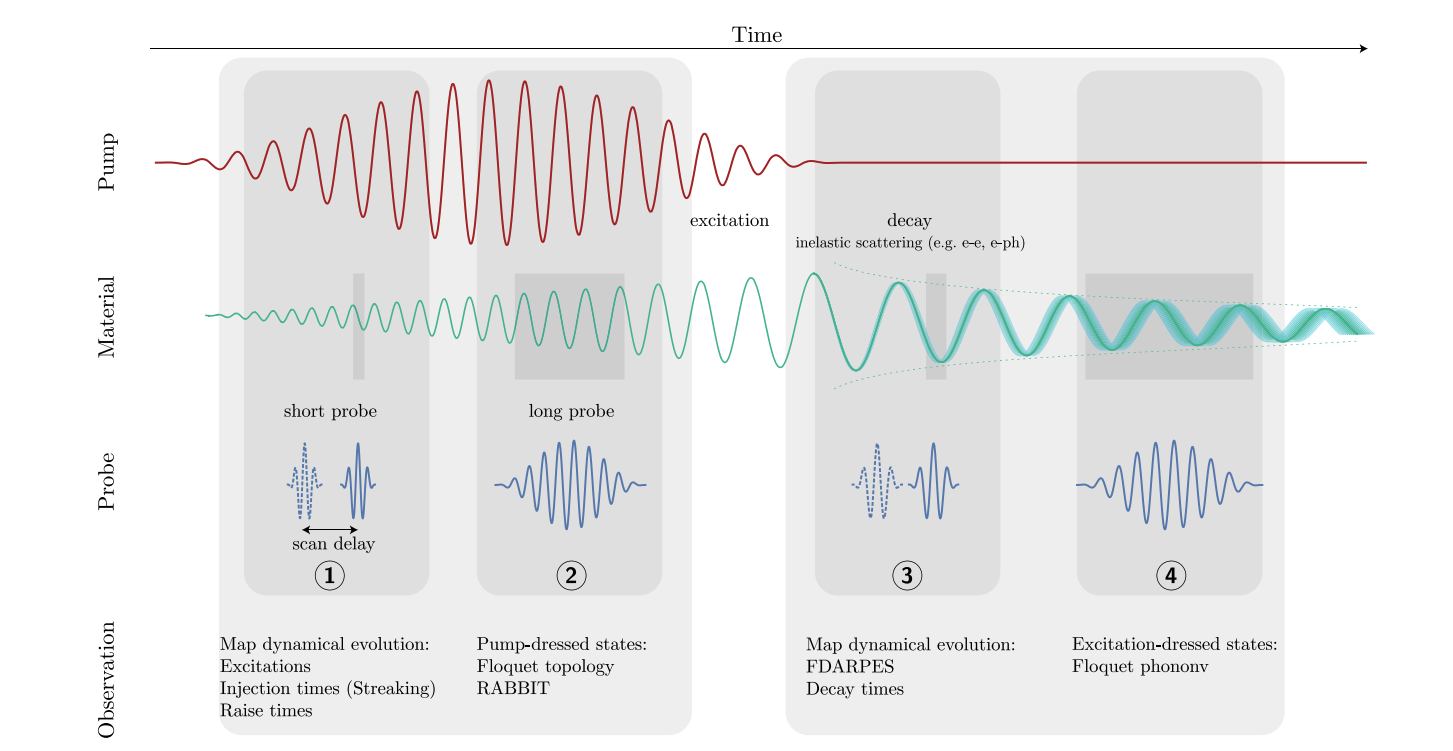 Time
Pump
excitation
decay
inelastic scattering (e.g. e-e, e-ph)
Material
short probe
long probe
Probe
scan delay
1
2
3
4
Observation
Map dynamical evolution:
Excitations
Injection times (Streaking)
Raise times
Pump-dressed states:
Floquet topology
RABBIT
Map dynamical evolution:
FDARPES
Decay times
Excitation-dressed states:
Floquet phononv